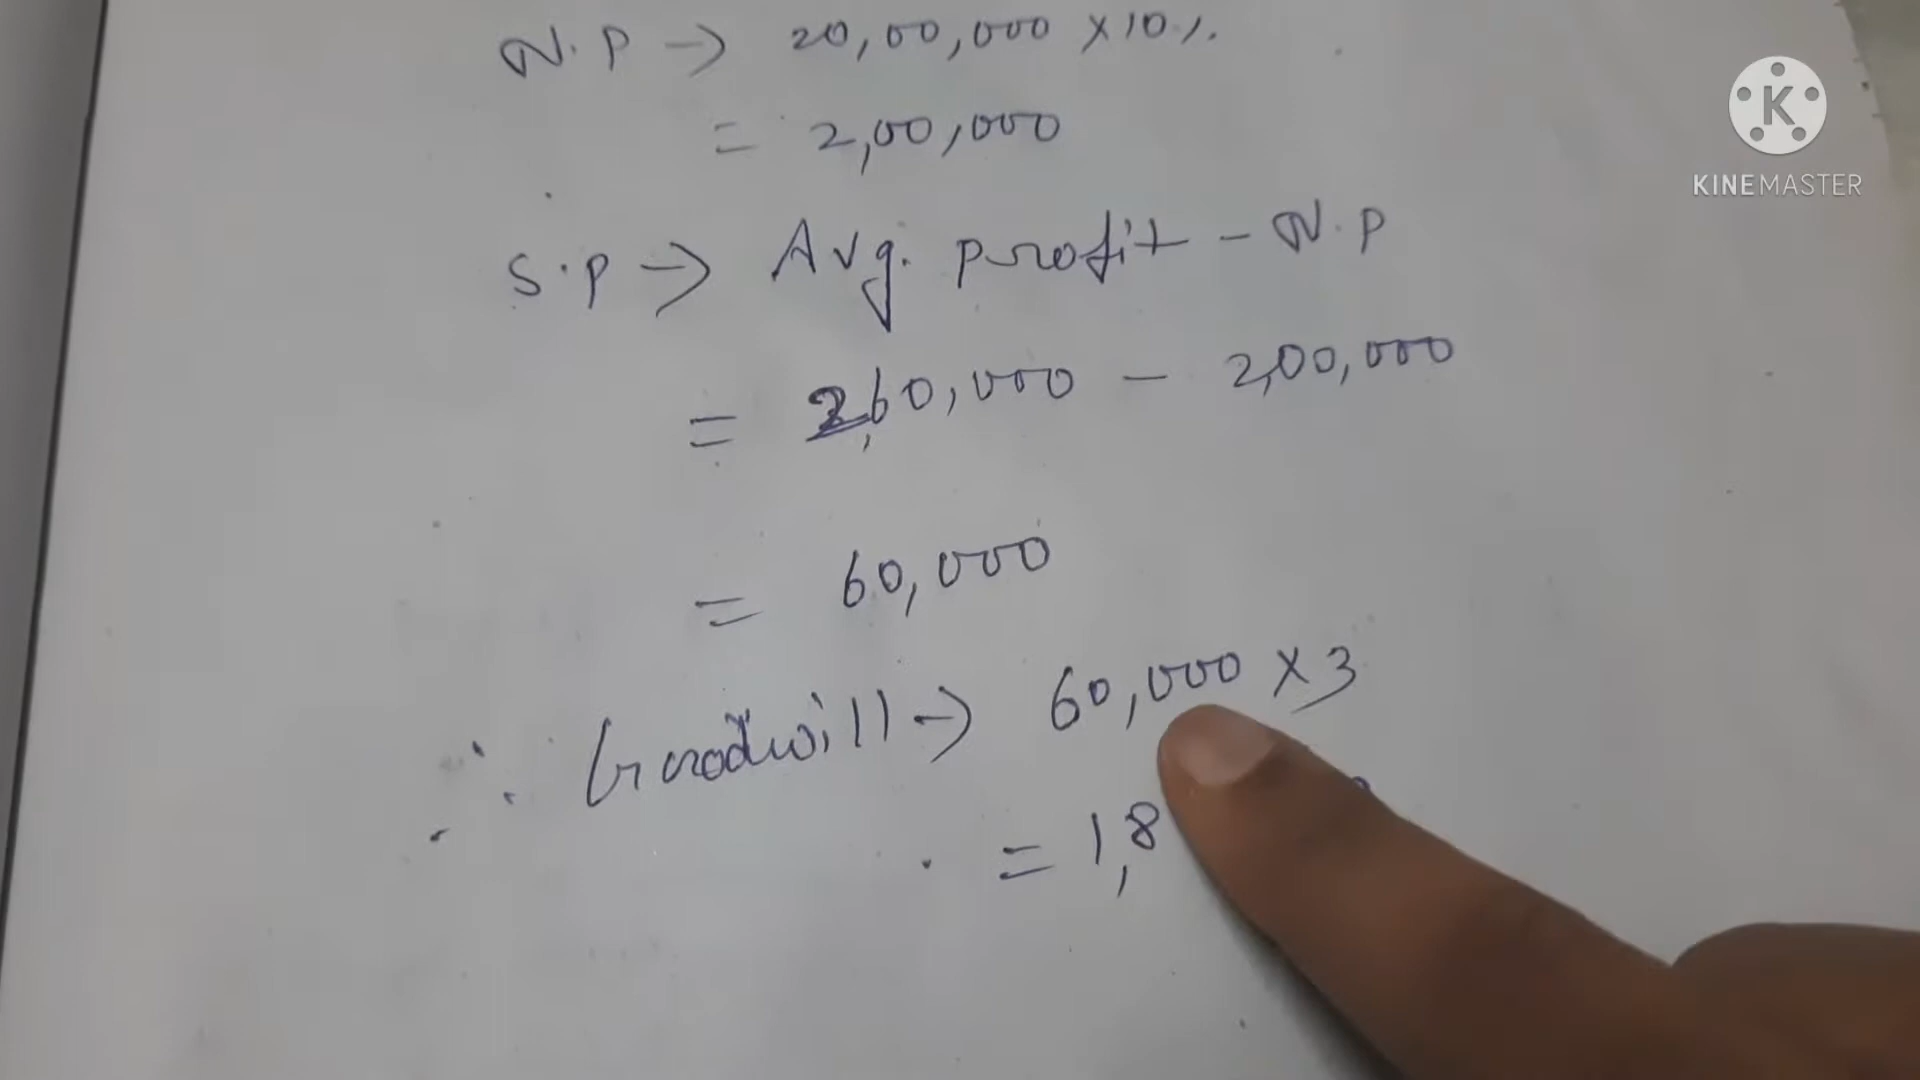 N.P → 20,00,000 × 10%.
= 2,00,000
S.P → Avg. profit - N.P
= 2,60,000 - 2,00,000
= 60,000
∴ Goodwill → 60,000 × 3
= 1,8
K
KINEMASTER